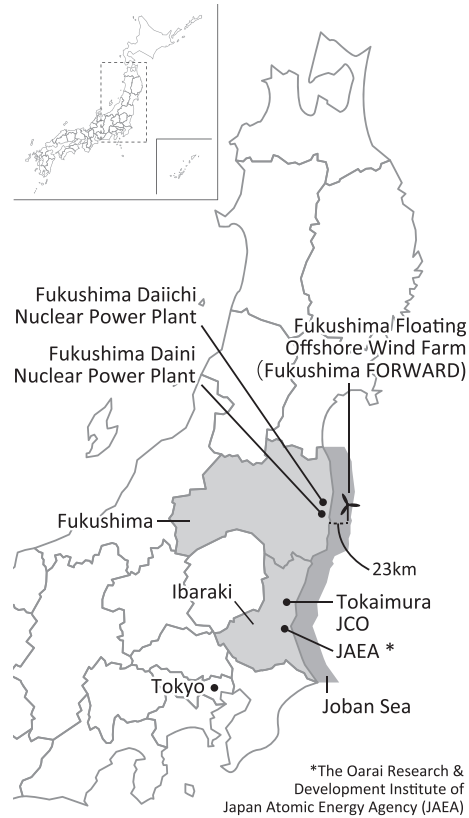 Fukushima Daiichi
Nuclear Power Plant
Fukushima Daini
Nuclear Power Plant
Fukushima Floating
Offshore Wind Farm
(Fukushima FORWARD)
Fukushima
23km
Ibaraki
Tokaimura
JCO
JAEA *
Tokyo
Joban Sea
*The Oarai Research &
Development Institute of
Japan Atomic Energy Agency (JAEA)